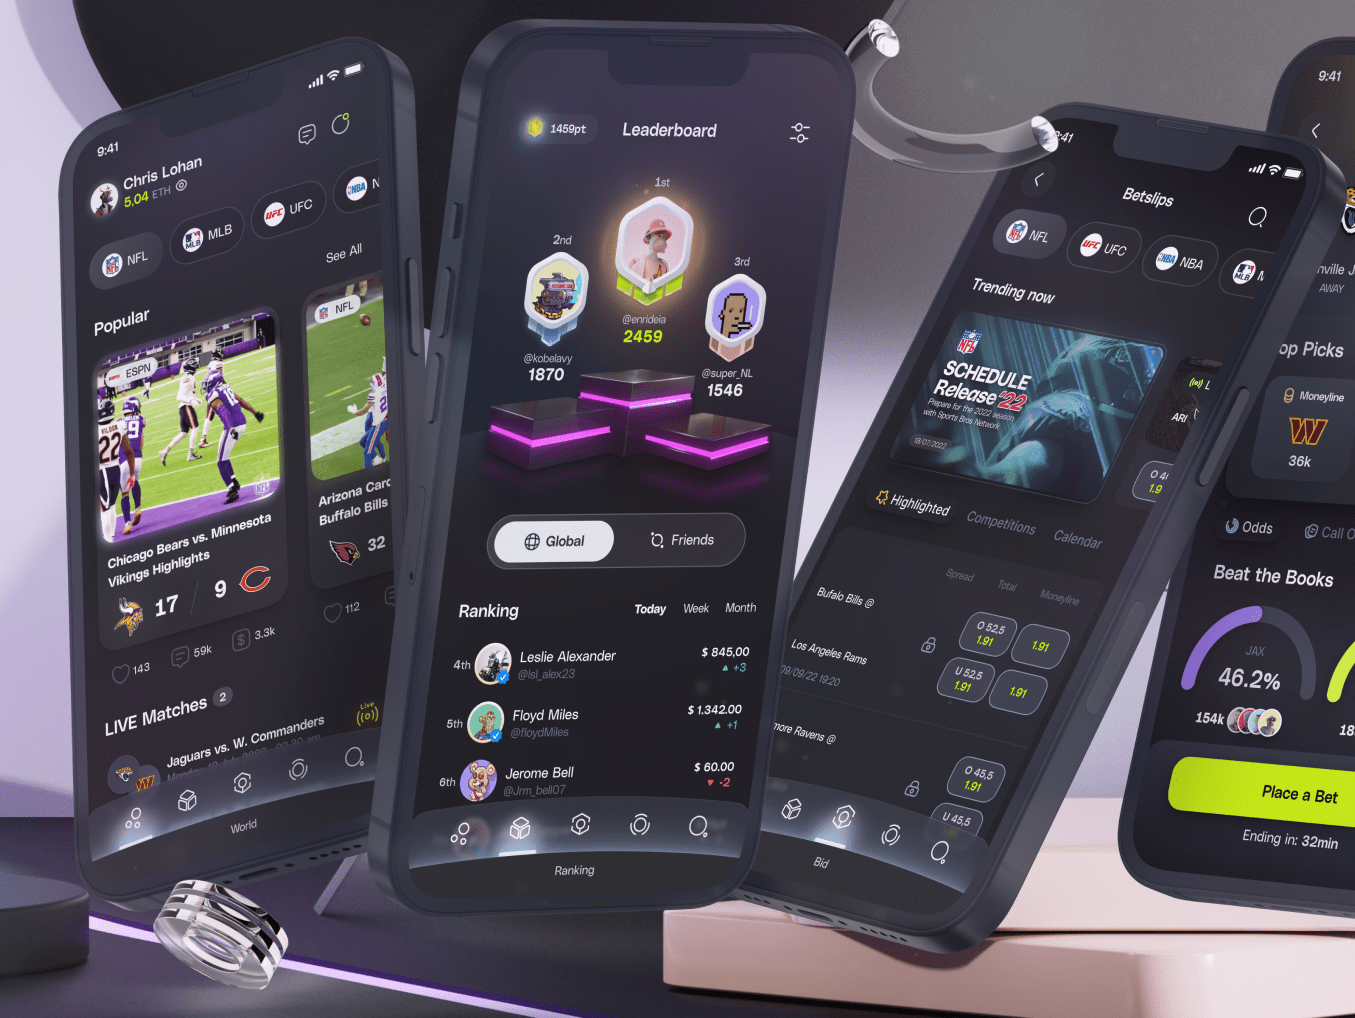 9:41
Chris Lohan
5,04 ETH
NFL
MLB
UFC
NBA
N
See All
Popular
ESPN
NFL
Chicago Bears vs. Minnesota
Vikings Highlights
17 / 9
Arizona Card
Buffalo Bills
32
143
59k
$ 3.3k
112
LIVE Matches 2
Jaguars vs. W. Commanders
Live
World
1459pt
Leaderboard
1st
2nd
3rd
@enrideia
2459
@kobelavy
1870
@super_NL
1546
Global
Friends
Ranking
Today Week Month
4th
Leslie Alexander
@lsl_alex23
$ 845,00
+3
5th
Floyd Miles
@floydMiles
$ 1.342.00
+1
6th
Jerome Bell
@Jrm_bell07
$ 60.00
-2
Ranking
9:41
Betslips
NFL
UFC
NBA
MLB
Trending now
NFL
SCHEDULE
Release '22
Prepare for the 2022 season
with Sports Bros Network
18/07/2022
L
ARI
O 4
1.9
Highlighted
Competitions
Calendar
Spread Total Moneyline
Bufalo Bills @
Los Angeles Rams
09/09/22 19:20
O 52,5
1.91
1.91
U 52,5
1.91
1.91
more Ravens @
O 45,5
1.91
U 45,5
Bid
9:41
nville J
AWAY
op Picks
Moneyline
W
36k
Odds
Call O
Beat the Books
JAX
46.2%
154k
18
Place a Bet
Ending in: 32min